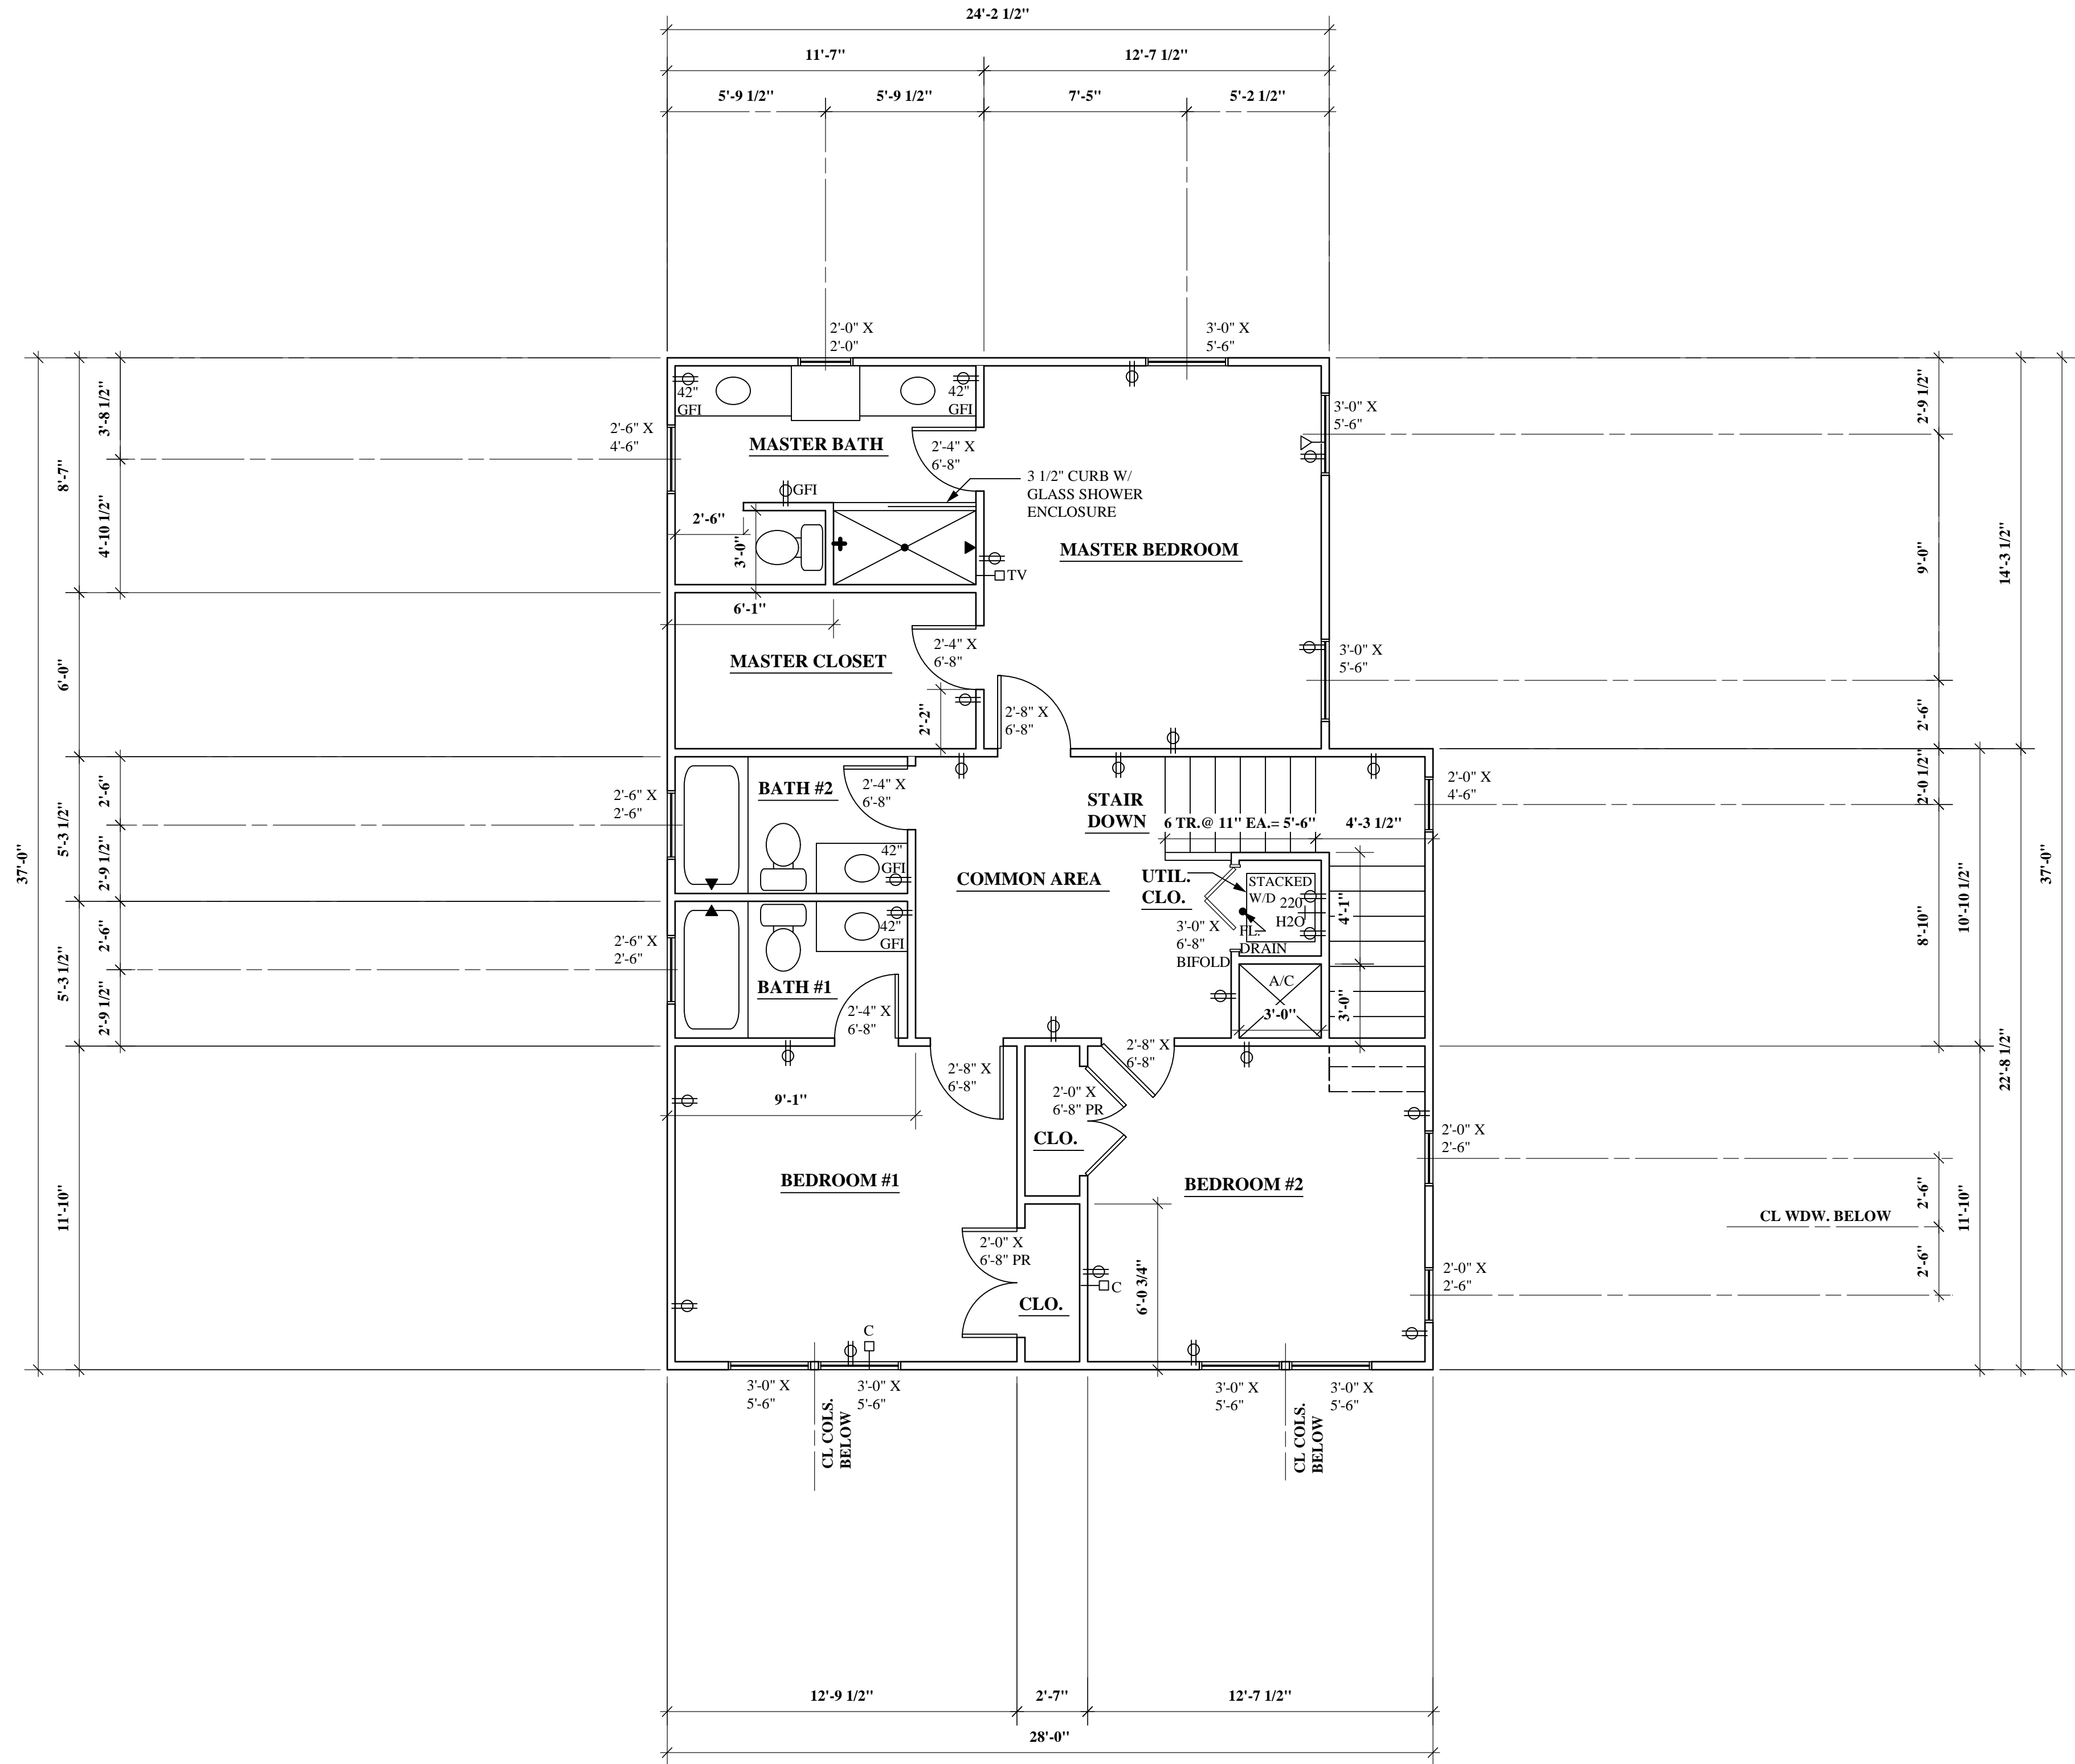 24'-2 1/2"
11'-7"
12'-7 1/2"
5'-9 1/2"
5'-9 1/2"
7'-5"
5'-2 1/2"
2'-0" X
2'-0"
3'-0" X
5'-6"
42"
GFI
42"
GFI
MASTER BATH
2'-4" X
6'-8"
3 1/2" CURB W/
GLASS SHOWER
ENCLOSURE
GFI
2'-6"
3'-0"
TV
MASTER BEDROOM
6'-1"
MASTER CLOSET
2'-4" X
6'-8"
2'-2"
2'-8" X
6'-8"
2'-6" X
4'-6"
3'-0" X
5'-6"
3'-0" X
5'-6"
37'-0"
8'-7"
3'-8 1/2"
4'-10 1/2"
6'-0"
5'-3 1/2"
2'-6"
2'-9 1/2"
5'-3 1/2"
2'-6"
2'-9 1/2"
11'-10"
2'-9 1/2"
9'-0"
2'-6"
14'-3 1/2"
37'-0"
2'-0 1/2"
8'-10"
10'-10 1/2"
22'-8 1/2"
2'-6" X
2'-6"
BATH #2
2'-4" X
6'-8"
42"
GFI
STAIR
DOWN
6 TR.@ 11" EA.= 5'-6"
4'-3 1/2"
2'-0" X
4'-6"
COMMON AREA
UTIL.
CLO.
STACKED
W/D
220
H2O
FL.
DRAIN
3'-0" X
6'-8"
BIFOLD
4'-1"
A/C
3'-0"
3'-0"
2'-6" X
2'-6"
42"
GFI
BATH #1
2'-4" X
6'-8"
2'-8" X
6'-8"
2'-8" X
6'-8"
9'-1"
2'-0" X
6'-8" PR
CLO.
BEDROOM #1
BEDROOM #2
2'-0" X
2'-6"
2'-0" X
6'-8" PR
CLO.
C
6'-0 3/4"
2'-0" X
2'-6"
CL WDW. BELOW
2'-6"
2'-6"
11'-10"
C
3'-0" X
5'-6"
3'-0" X
5'-6"
3'-0" X
5'-6"
3'-0" X
5'-6"
CL COLS.
BELOW
CL COLS.
BELOW
12'-9 1/2"
2'-7"
12'-7 1/2"
28'-0"